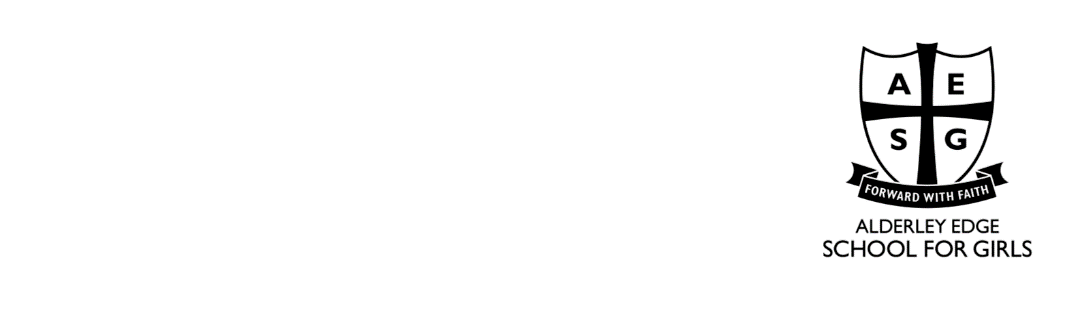 A E
S G
FORWARD WITH FAITH
ALDERLEY EDGE
SCHOOL FOR GIRLS